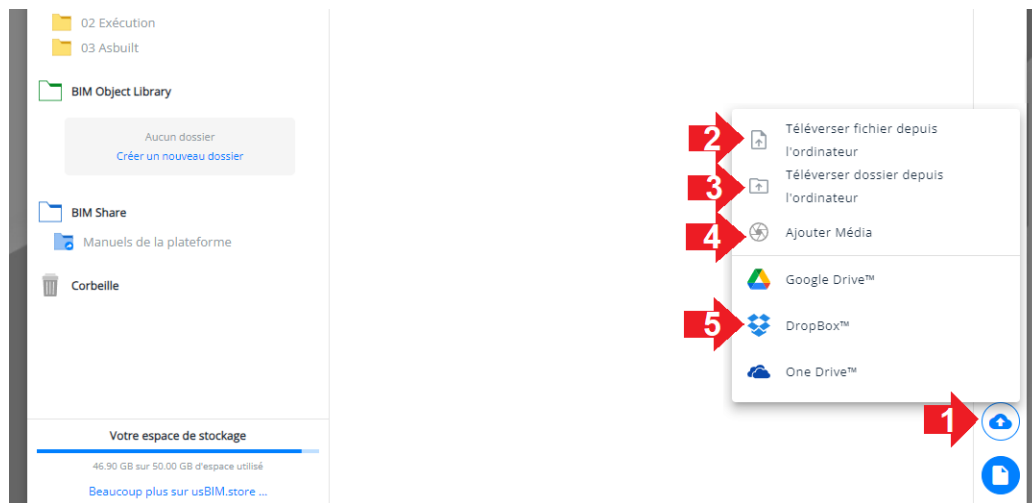 02 Exécution
03 Asbuilt
BIM Object Library
Aucun dossier
Créer un nouveau dossier
BIM Share
Manuels de la plateforme
Corbeille
Votre espace de stockage
46.90 GB sur 50.00 GB d'espace utilisé
Beaucoup plus sur usBIM.store ...
2
Téléverser fichier depuis
l'ordinateur
3
Téléverser dossier depuis
l'ordinateur
4
Ajouter Média
Google Drive™
5
DropBox™
One Drive™
1